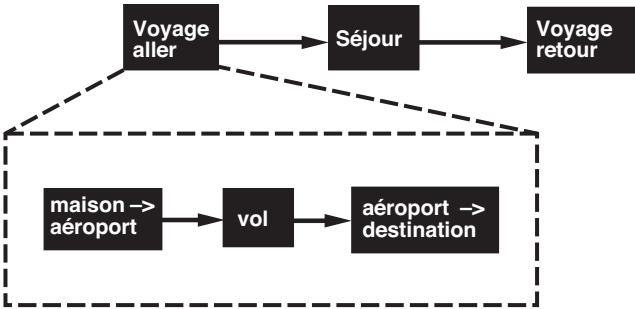 Voyage
aller
Séjour
Voyage
retour
maison –>
aéroport
vol
aéroport –>
destination